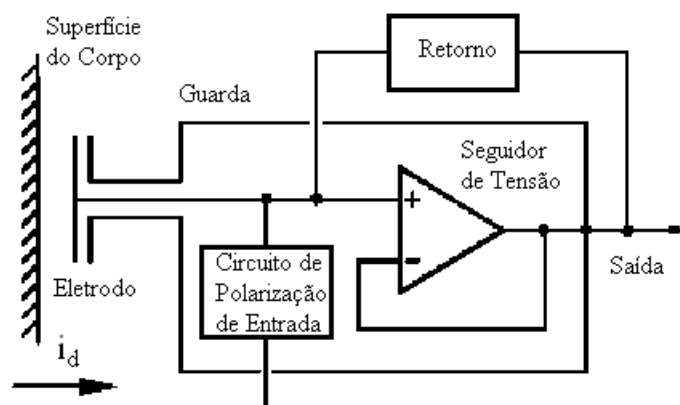 Superfície
do Corpo
Retorno
Guarda
Seguidor
de Tensão
+
-
Circuito de
Polarização
de Entrada
Saída
Eletrodo
i_d